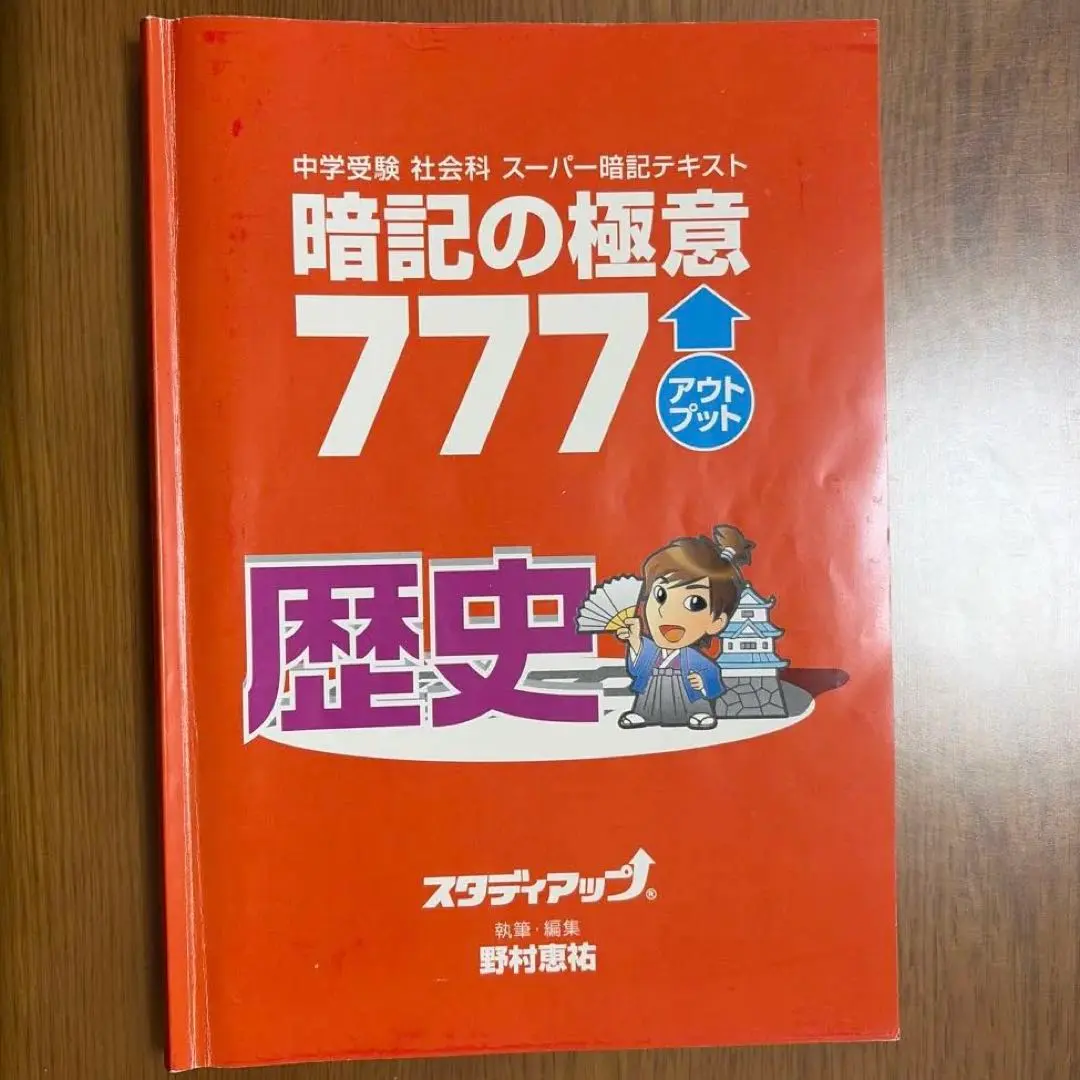 中学受験 社会科 スーパー暗記テキスト
暗記の極意
777
アウト
プット
歴史
スタディアップ®
執筆・編集
野村恵祐